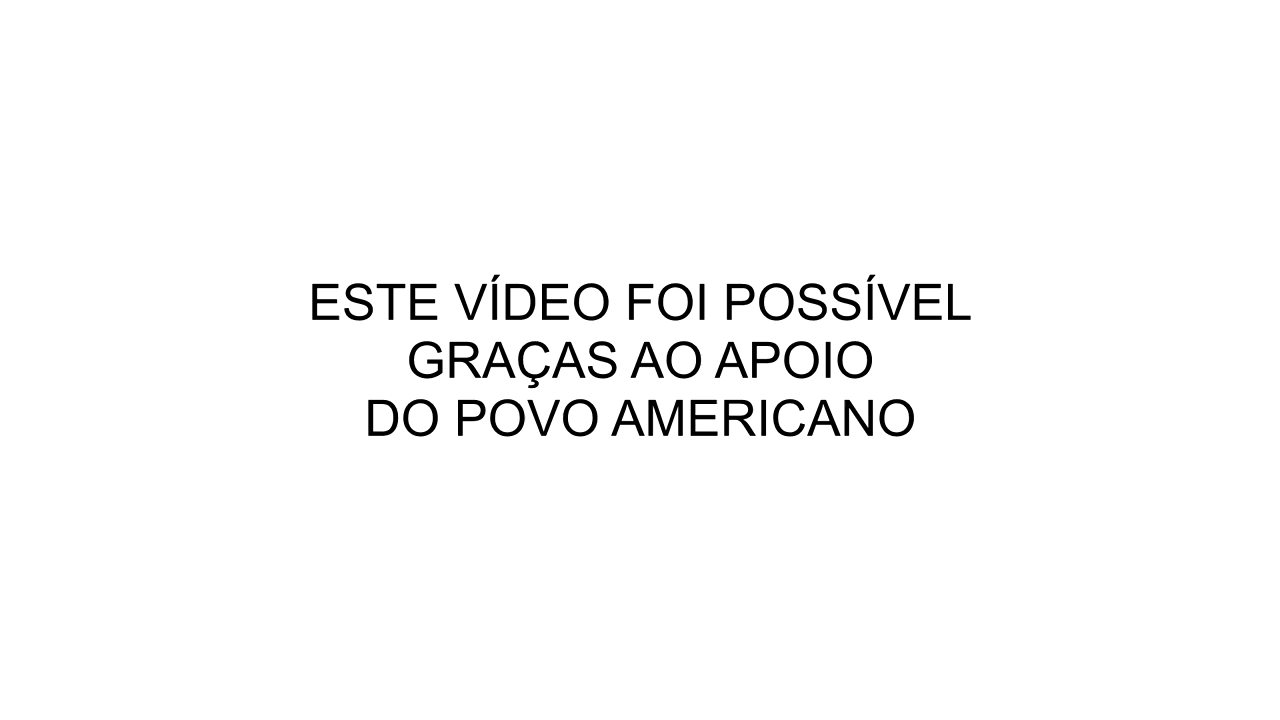 ESTE VÍDEO FOI POSSÍVEL
GRAÇAS AO APOIO
DO POVO AMERICANO